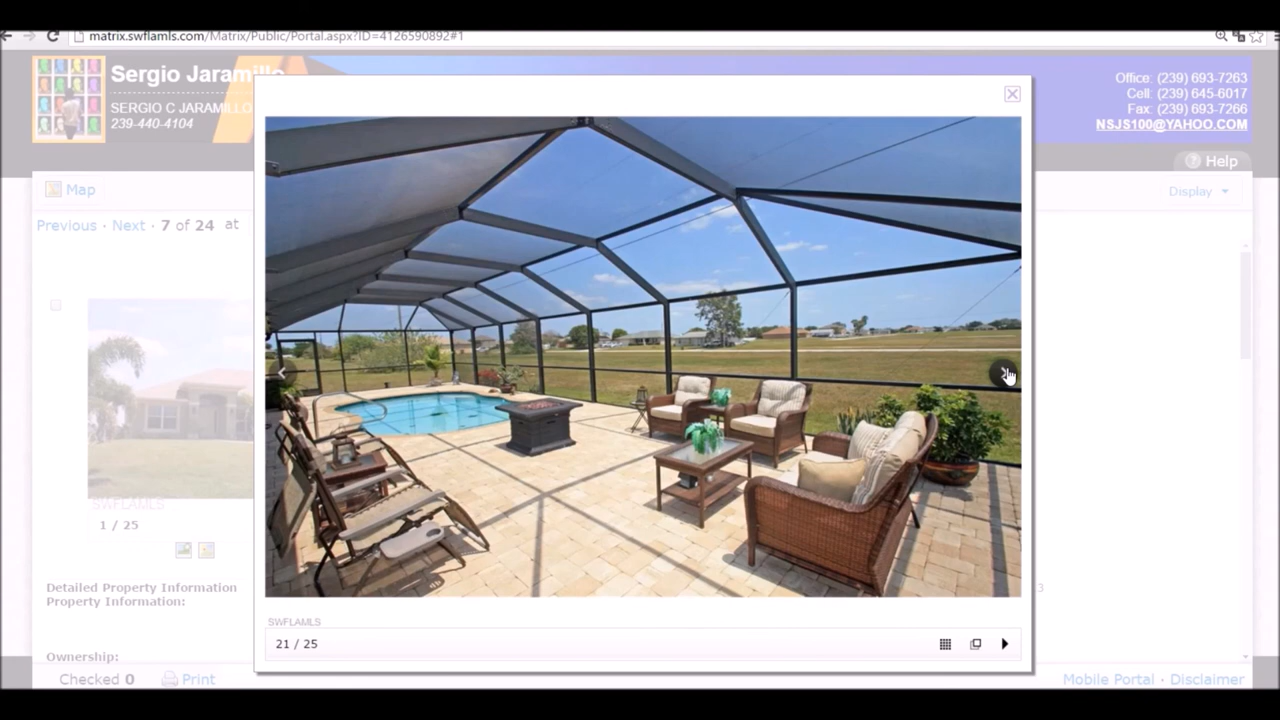 matrix.swflamls.com/Matrix/Public/Portal.aspx?ID=4126590892#1
Sergio Jaramillo
SERGIO C JARAMILLO
239-440-4104
Office: (239) 693-7263
Cell: (239) 645-6017
Fax: (239) 693-7266
NSJS100@YAHOO.COM
? Help
Map
Display
Previous · Next · 7 of 24 at
SWFLAMLS
1 / 25
Detailed Property Information
Property Information:
3
Ownership:
SWFLAMLS
21 / 25
Checked 0
Print
Mobile Portal · Disclaimer